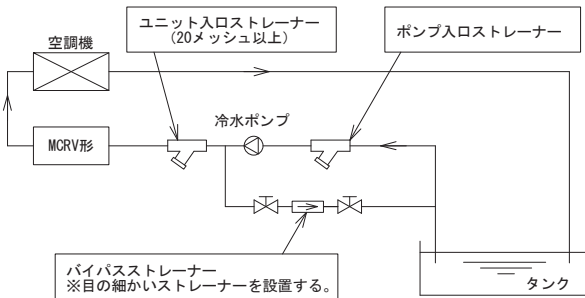 ユニット入口ストレーナー
（20メッシュ以上）
ポンプ入口ストレーナー
空調機
冷水ポンプ
MCRV形
バイパスストレーナー
※目の細かいストレーナーを設置する。
タンク